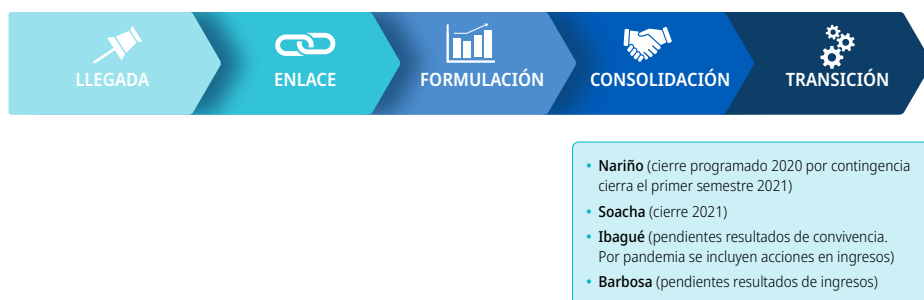 LLEGADA
ENLACE
FORMULACIÓN
CONSOLIDACIÓN
TRANSICIÓN
• Nariño (cierre programado 2020 por contingencia
cierra el primer semestre 2021)
• Soacha (cierre 2021)
• Ibagué (pendientes resultados de convivencia.
Por pandemia se incluyen acciones en ingresos)
• Barbosa (pendientes resultados de ingresos)